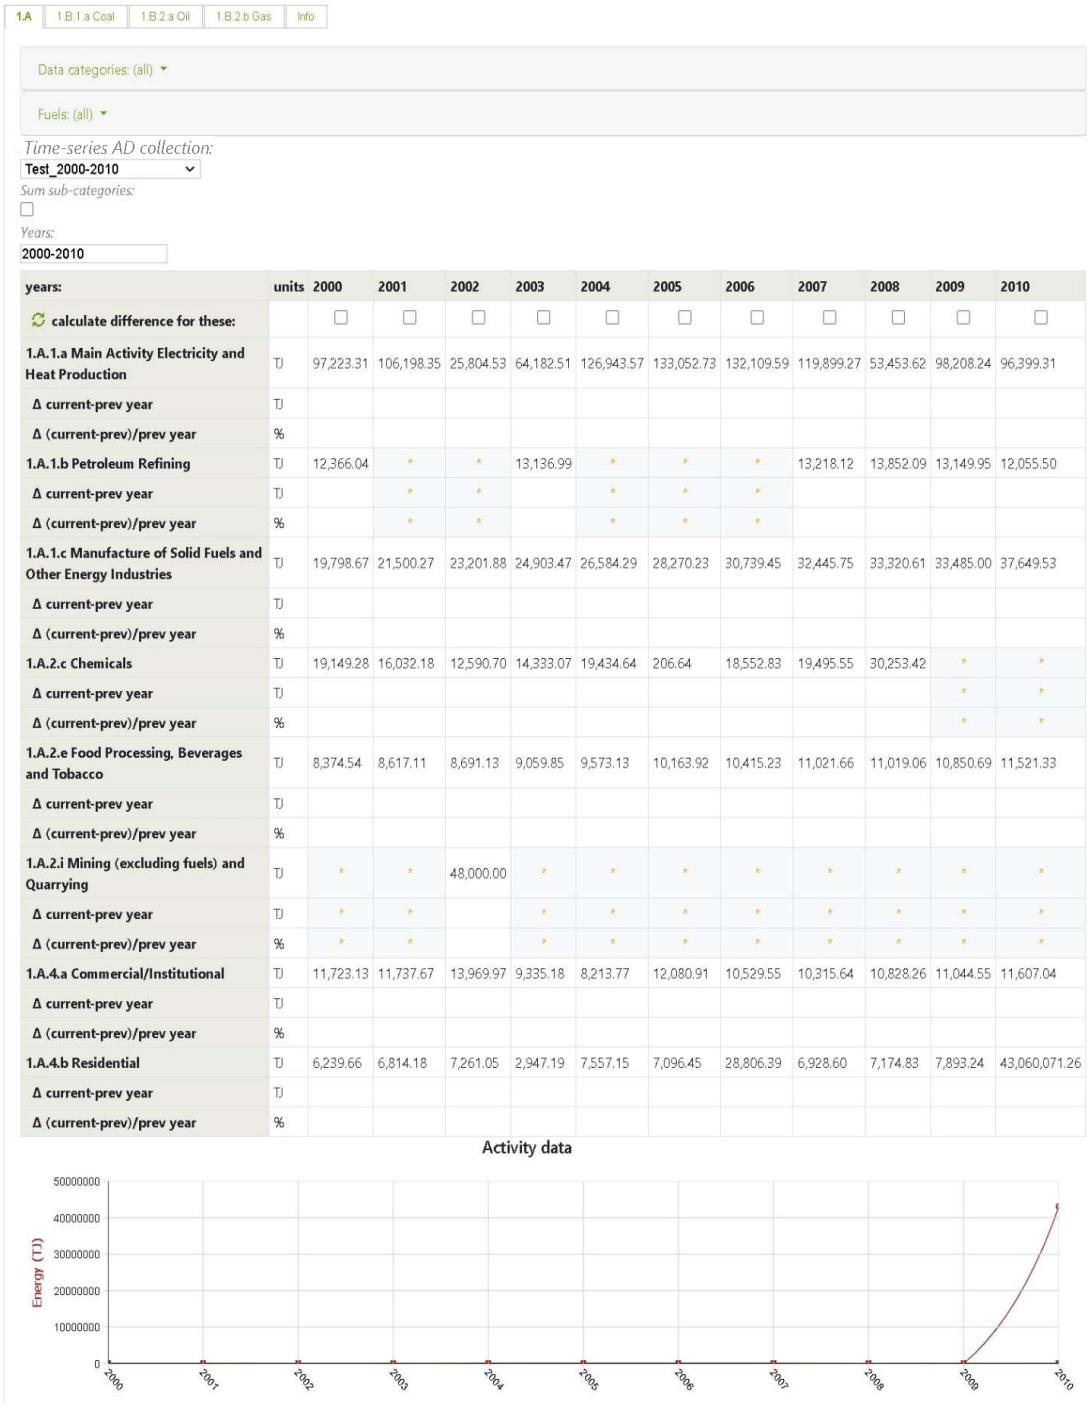 1.A 1.B.1.a Coal 1.B.2.a Oil 1.B.2.b Gas Info
Data categories: (all)
Fuels: (all)
Time-series AD collection:
Test_2000-2010
Sum sub-categories:
Years:
2000-2010
years: units 2000 2001 2002 2003 2004 2005 2006 2007 2008 2009 2010
calculate difference for these:
1.A.1.a Main Activity Electricity and
Heat Production TJ 97,223.31 106,198.35 25,804.53 64,182.51 126,943.57 133,052.73 132,109.59 119,899.27 53,453.62 98,208.24 96,399.31
Δ current-prev year TJ
Δ (current-prev)/prev year %
1.A.1.b Petroleum Refining TJ 12,366.04 * * 13,136.99 * * * 13,218.12 13,852.09 13,149.95 12,055.50
Δ current-prev year TJ * * * * *
Δ (current-prev)/prev year % * * * * *
1.A.1.c Manufacture of Solid Fuels and
Other Energy Industries TJ 19,798.67 21,500.27 23,201.88 24,903.47 26,584.29 28,270.23 30,739.45 32,445.75 33,320.61 33,485.00 37,649.53
Δ current-prev year TJ
Δ (current-prev)/prev year %
1.A.2.c Chemicals TJ 19,149.28 16,032.18 12,590.70 14,333.07 19,434.64 206.64 18,552.83 19,495.55 30,253.42 * *
Δ current-prev year TJ * *
Δ (current-prev)/prev year % * *
1.A.2.e Food Processing, Beverages
and Tobacco TJ 8,374.54 8,617.11 8,691.13 9,059.85 9,573.13 10,163.92 10,415.23 11,021.66 11,019.06 10,850.69 11,521.33
Δ current-prev year TJ
Δ (current-prev)/prev year %
1.A.2.i Mining (excluding fuels) and
Quarrying TJ * * 48,000.00 * * * * * * * *
Δ current-prev year TJ * * * * * * * * * *
Δ (current-prev)/prev year % * * * * * * * * * *
1.A.4.a Commercial/Institutional TJ 11,723.13 11,737.67 13,969.97 9,335.18 8,213.77 12,080.91 10,529.55 10,315.64 10,828.26 11,044.55 11,607.04
Δ current-prev year TJ
Δ (current-prev)/prev year %
1.A.4.b Residential TJ 6,239.66 6,814.18 7,261.05 2,947.19 7,557.15 7,096.45 28,806.39 6,928.60 7,174.83 7,893.24 43,060,071.26
Δ current-prev year TJ
Δ (current-prev)/prev year %
Activity data
Energy (TJ)
50000000
40000000
30000000
20000000
10000000
0
2000 2001 2002 2003 2004 2005 2006 2007 2008 2009 2010